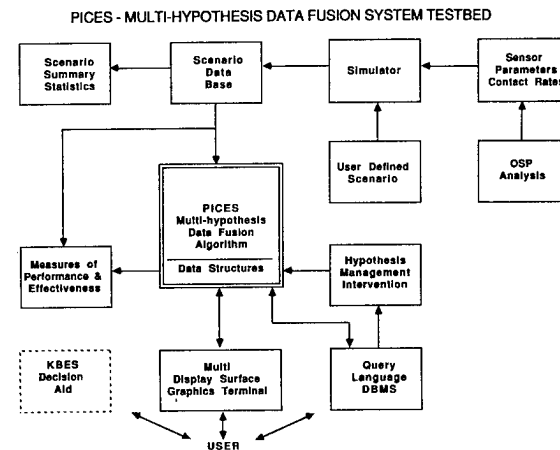 PICES - MULTI-HYPOTHESIS DATA FUSION SYSTEM TESTBED
Scenario
Summary
Statistics
Scenario
Data
Base
Simulator
Sensor
Parameters
Contact Rates
User Defined
Scenario
OSP
Analysis
PICES
Multi-hypothesis
Data Fusion
Algorithm
Data Structures
Measures of
Performance &
Effectiveness
Hypothesis
Management
Intervention
KBES
Decision
Aid
Multi
Display Surface
Graphics Terminal
Query
Language
DBMS
USER